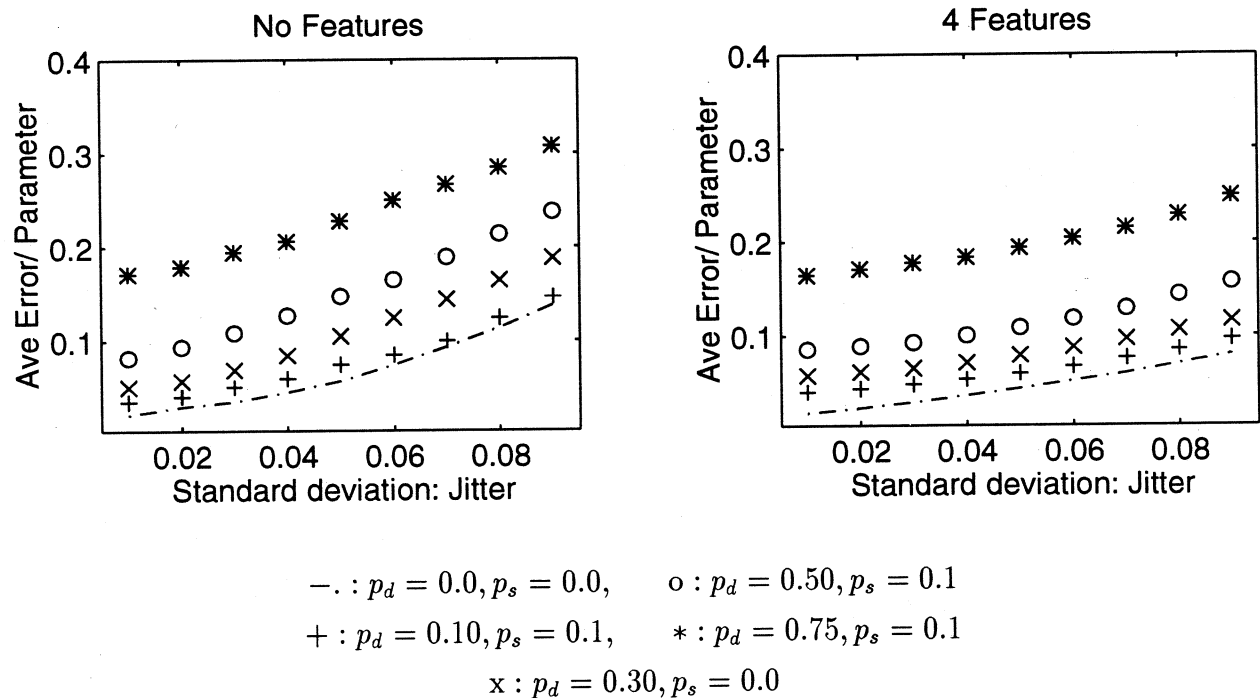 No Features
4 Features
Ave Error/ Parameter
0.4
0.3
0.2
0.1
0.02 0.04 0.06 0.08
Standard deviation: Jitter
Ave Error/ Parameter
0.4
0.3
0.2
0.1
0.02 0.04 0.06 0.08
Standard deviation: Jitter
−. : p_d = 0.0, p_s = 0.0, o : p_d = 0.50, p_s = 0.1
+ : p_d = 0.10, p_s = 0.1, * : p_d = 0.75, p_s = 0.1
x : p_d = 0.30, p_s = 0.0